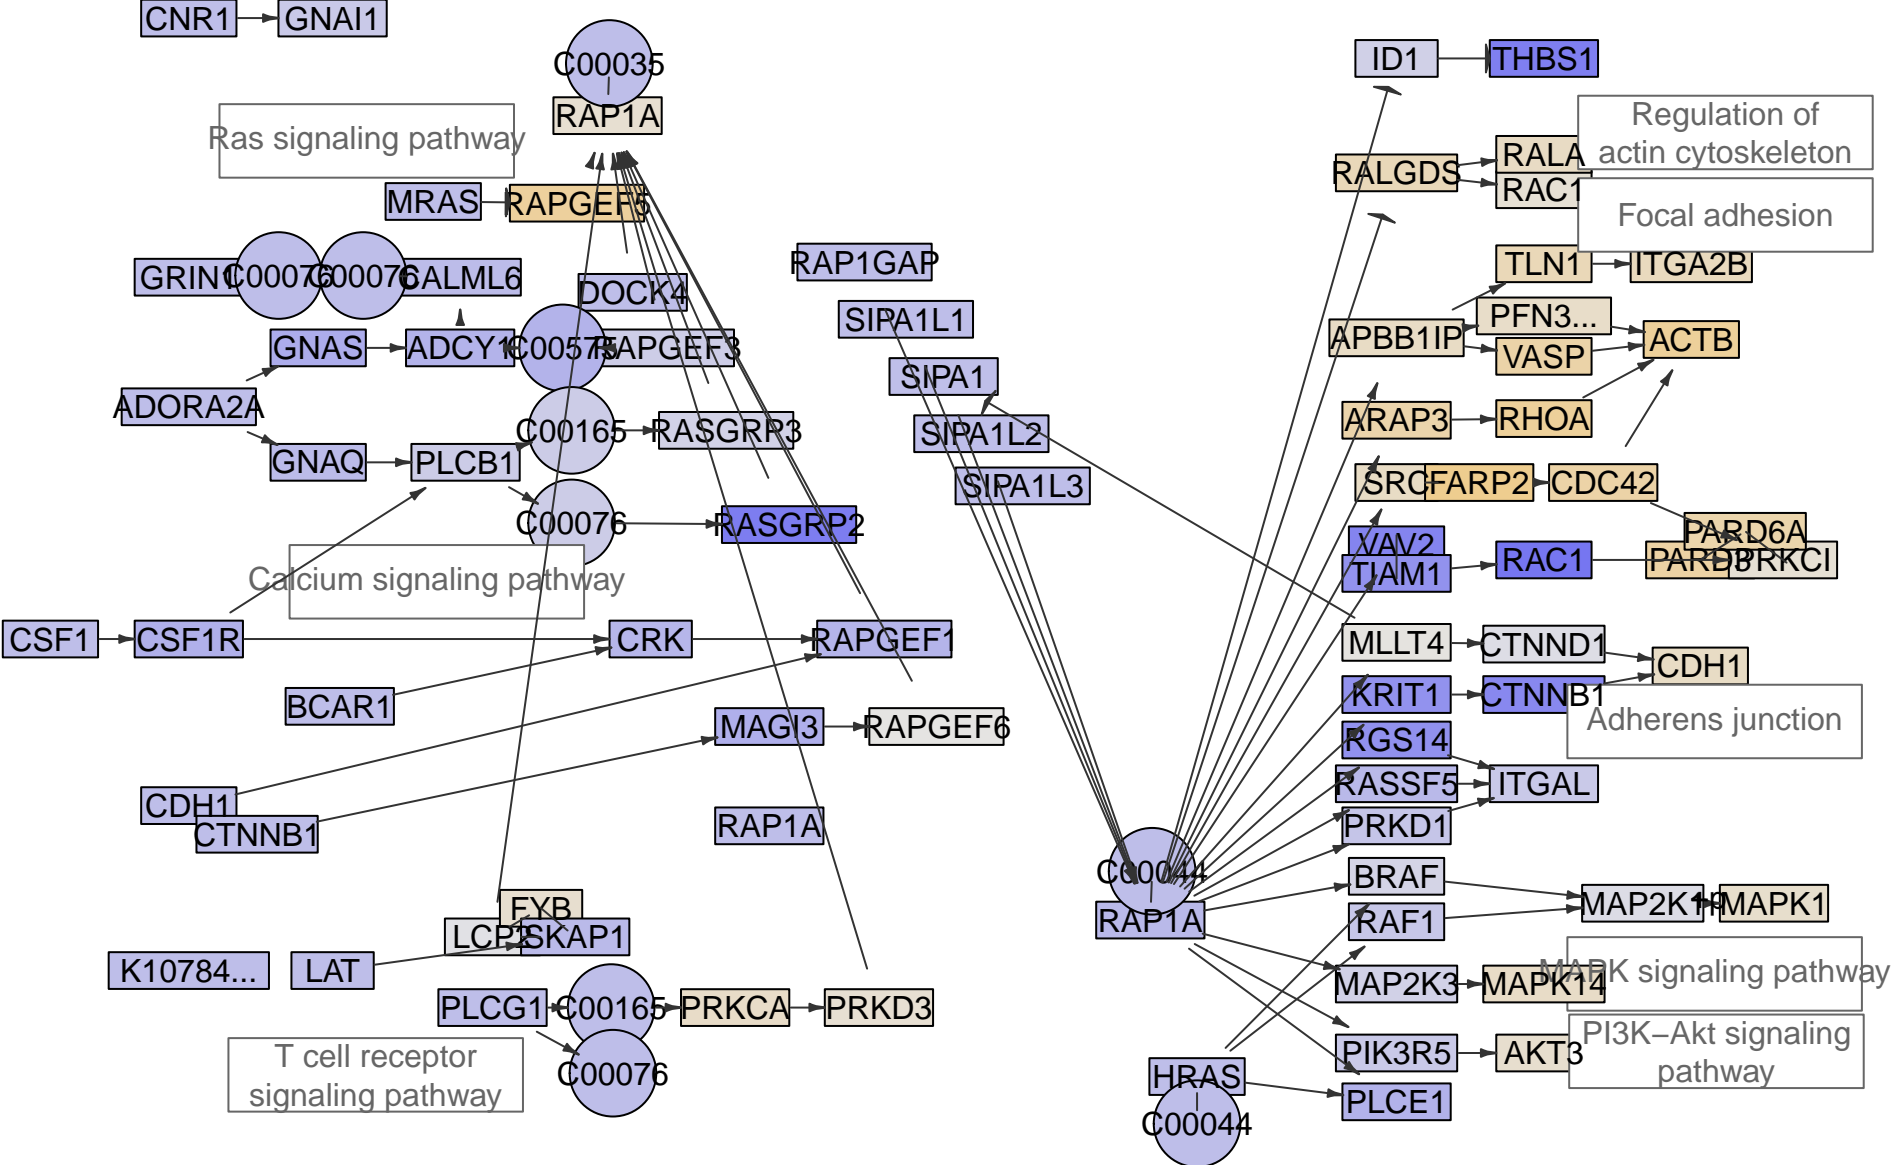 CNR1
GNAI1
C00035
RAP1A
ID1
THBS1
Ras signaling pathway
Regulation of
actin cytoskeleton
RALGDS
RALA
RAC1
Focal adhesion
MRAS
RAPGEF5
RAP1GAP
GRIN1
C00076
C00076
CALML6
DOCK4
TLN1
ITGA2B
SIPA1L1
PFN3...
APBB1IP
VASP
ACTB
GNAS
ADCY1
C00575
RAPGEF3
SIPA1
ADORA2A
ARAP3
RHOA
C00165
RASGRP3
SIPA1L2
GNAQ
PLCB1
SIPA1L3
SRC
FARP2
CDC42
C00076
RASGRP2
PARD6A
VAV2
TIAM1
RAC1
PARD3
PRKCI
Calcium signaling pathway
CSF1
CSF1R
CRK
RAPGEF1
MLLT4
CTNND1
CDH1
KRIT1
CTNNB1
BCAR1
Adherens junction
MAGI3
RAPGEF6
RGS14
RASSF5
ITGAL
CDH1
CTNNB1
RAP1A
PRKD1
C00044
RAP1A
BRAF
MAP2K1
+p
MAPK1
RAF1
FYB
LCP2
SKAP1
K10784...
LAT
MAP2K3
MAPK14
MAPK signaling pathway
PLCG1
C00165
PRKCA
PRKD3
PIK3R5
AKT3
PI3K−Akt signaling
pathway
T cell receptor
signaling pathway
C00076
HRAS
C00044
PLCE1